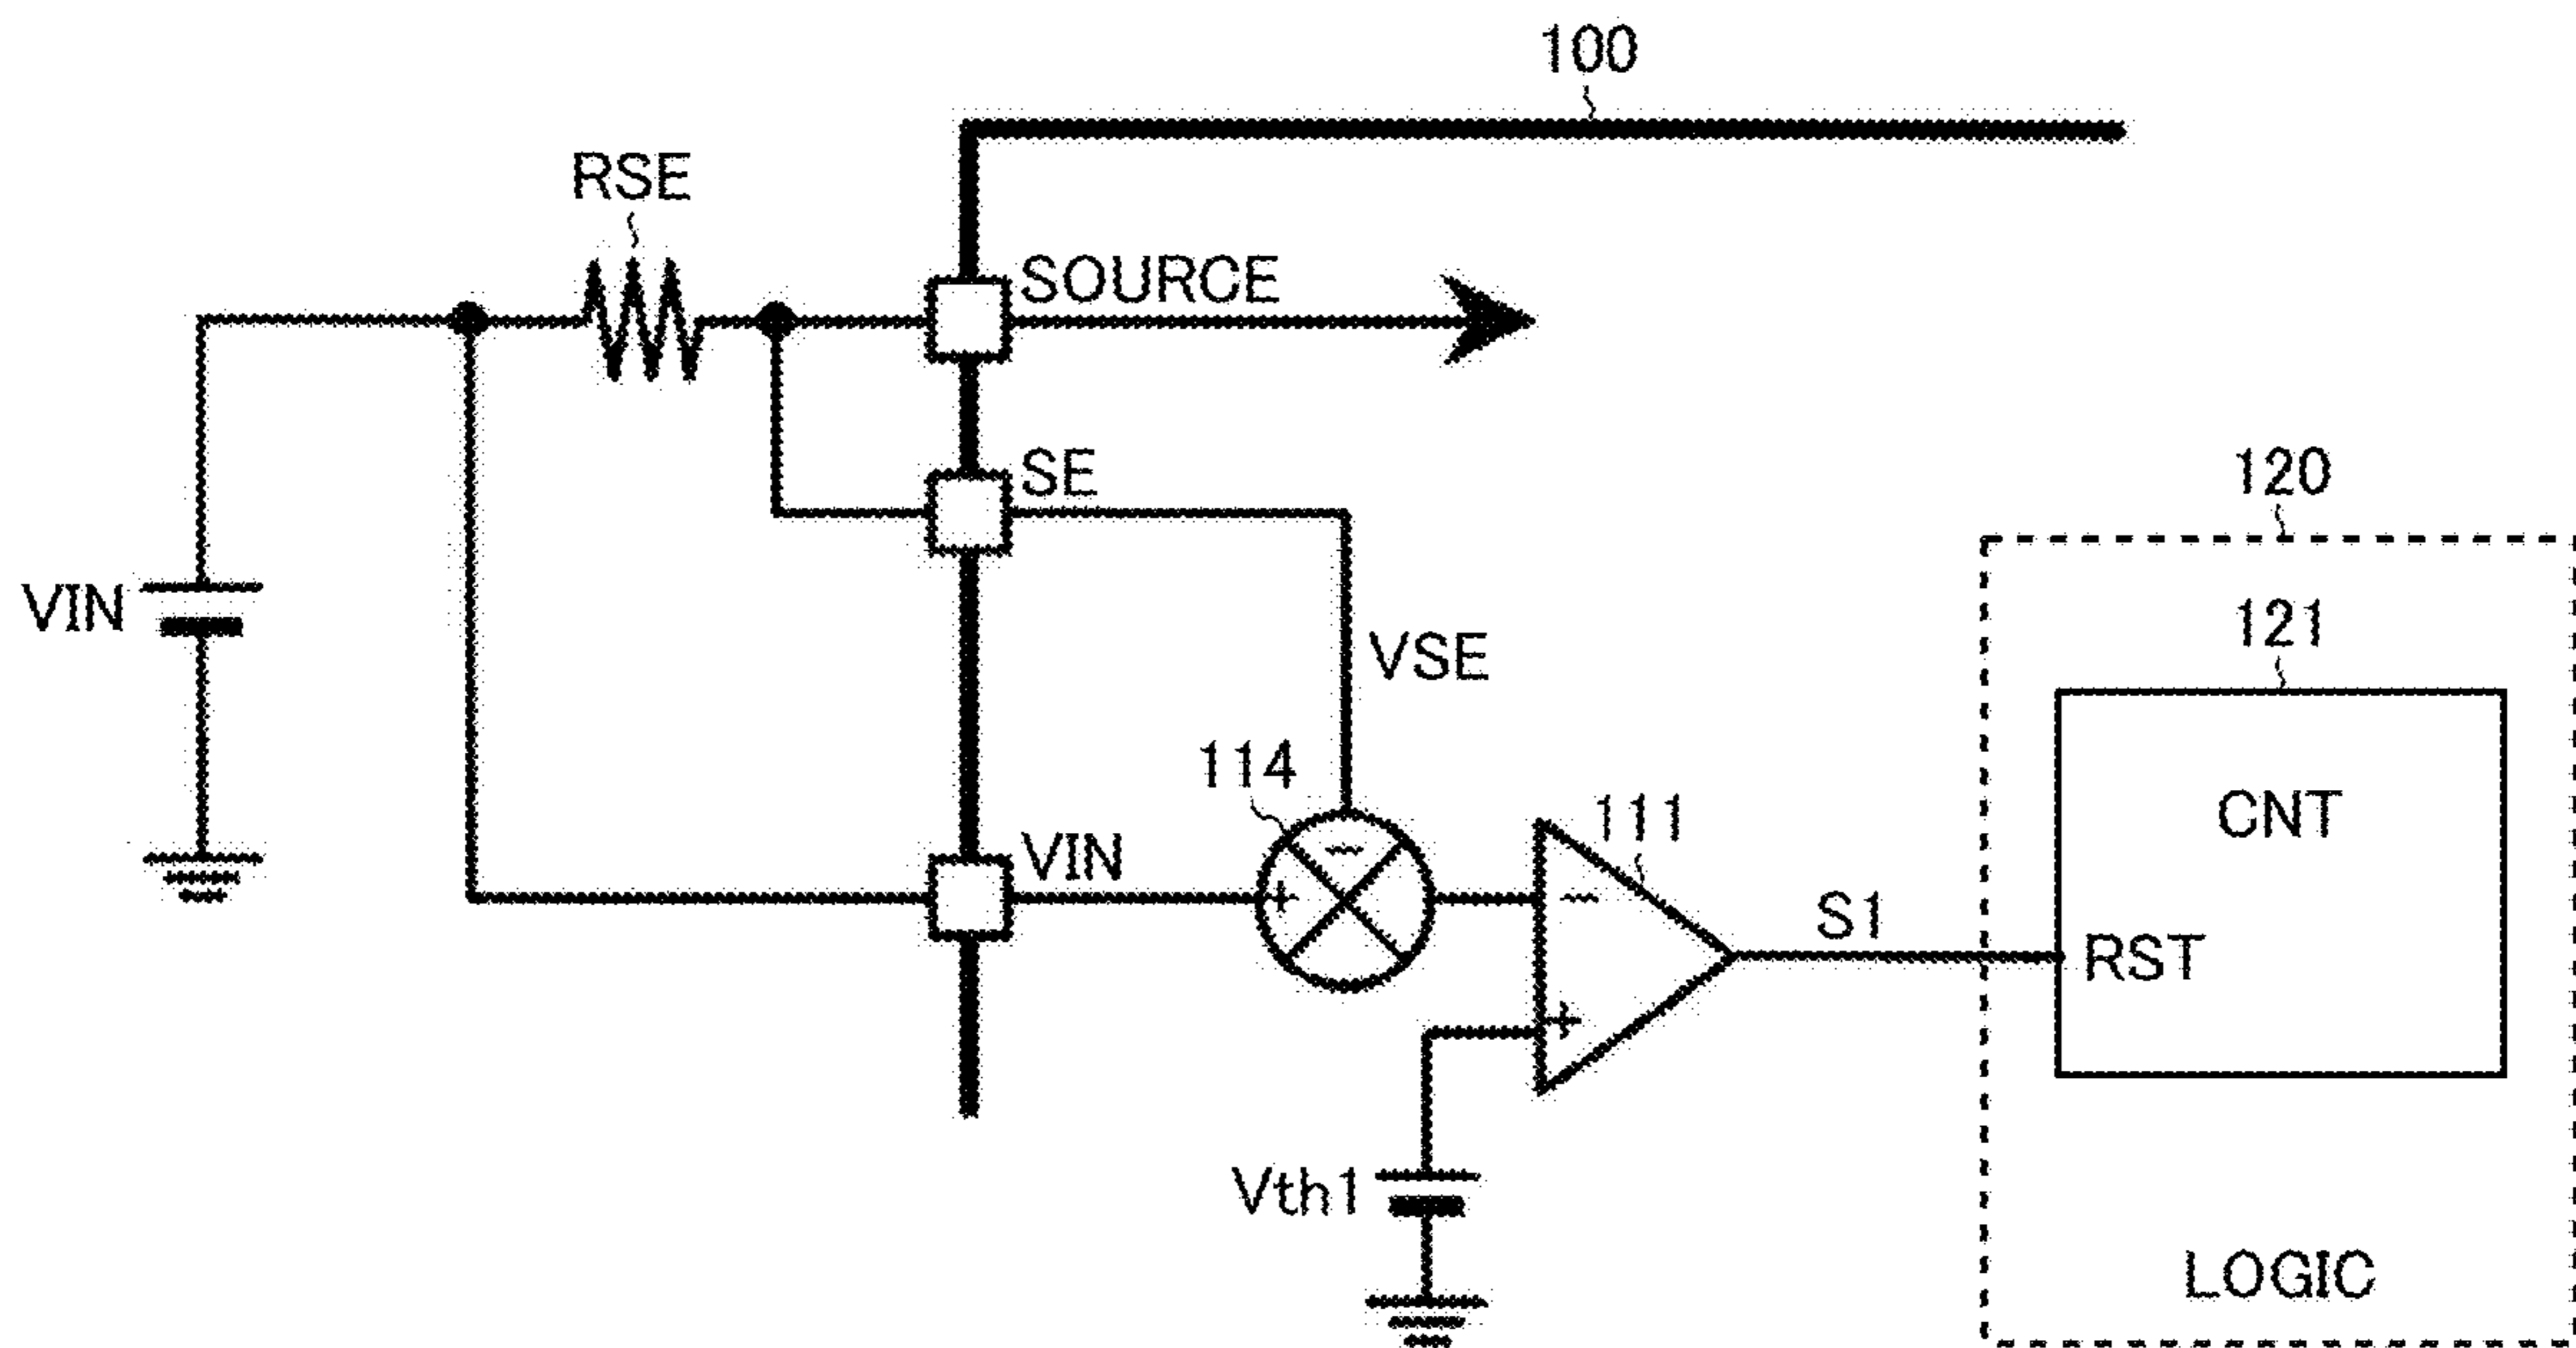 100
RSE
SOURCE
SE
120
VIN
121
VSE
114
111
CNT
VIN
−
+
−
S1
RST
+
Vth1
LOGIC